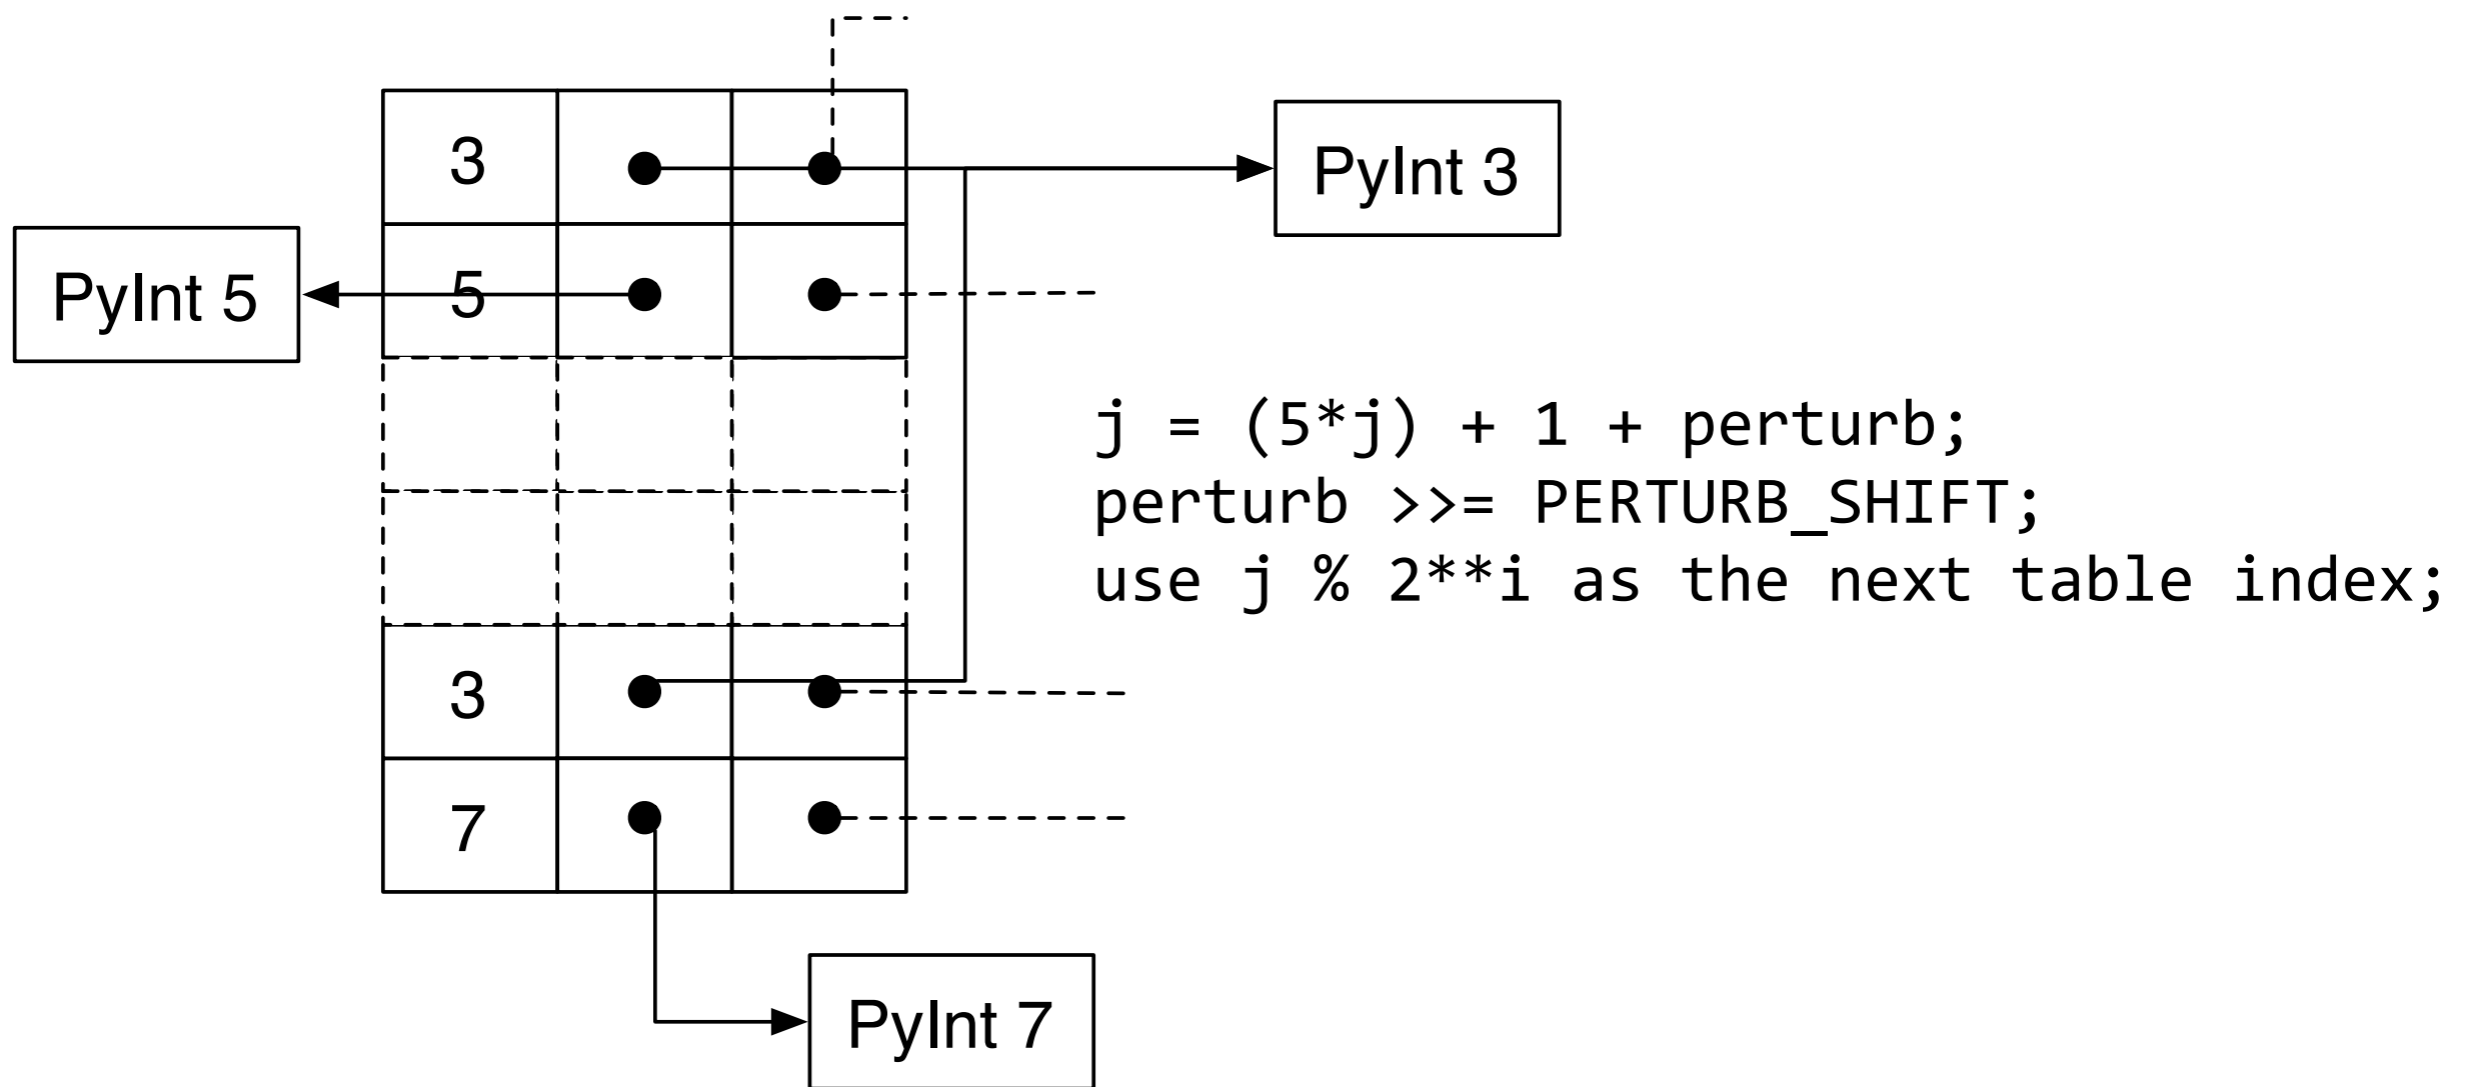 3
PyInt 3
PyInt 5
5
j = (5*j) + 1 + perturb;
perturb >>= PERTURB_SHIFT;
use j % 2**i as the next table index;
3
7
PyInt 7